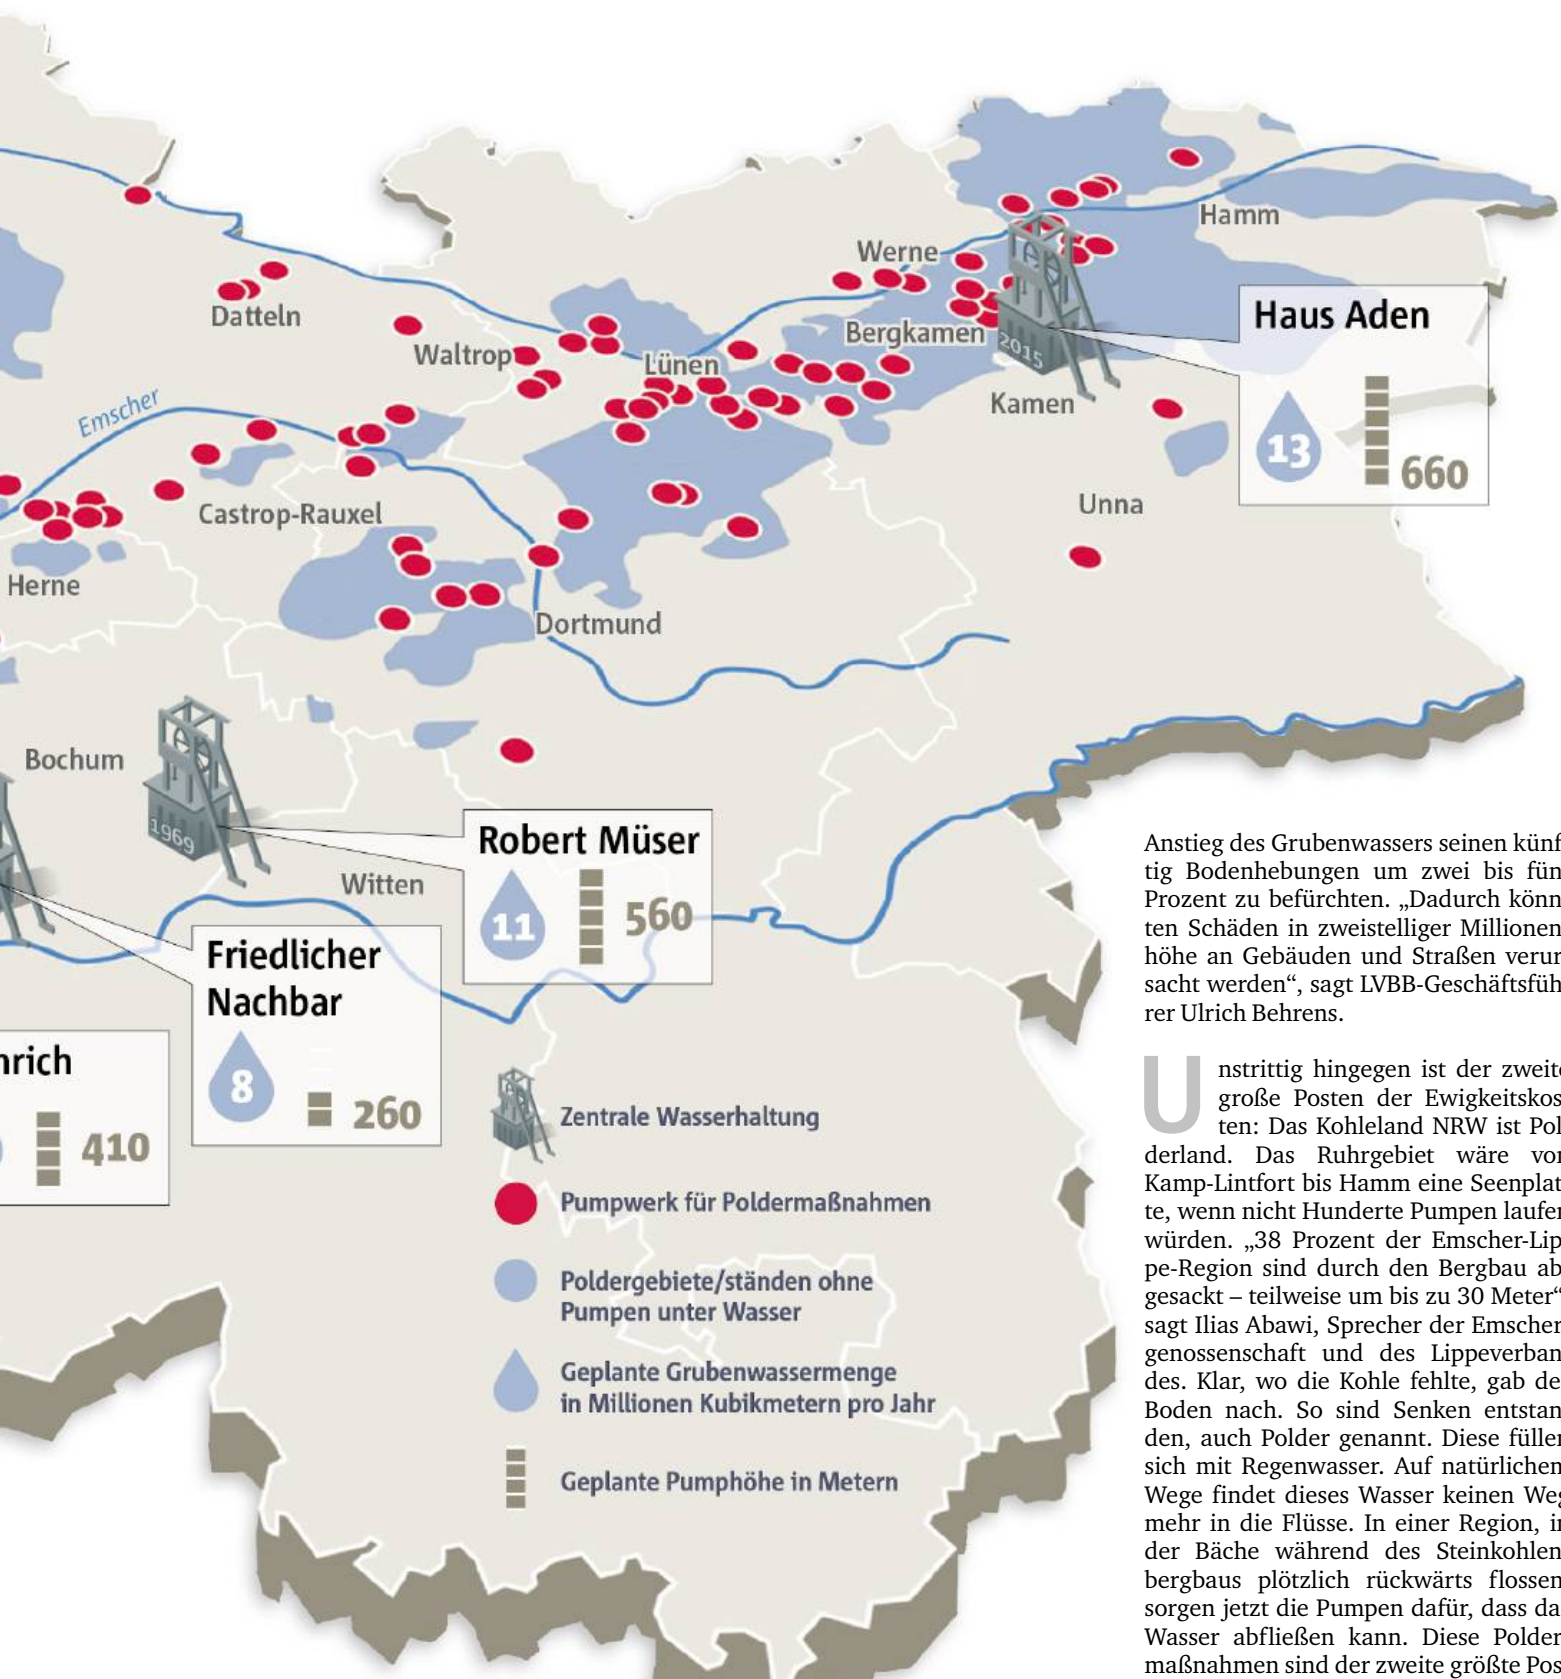 Hamm
Werne
Haus Aden
Datteln
Bergkamen
2015
Waltrop
Lünen
Kamen
Emscher
13
660
Unna
Castrop-Rauxel
Herne
Dortmund
Bochum
1969
Robert Müser
Witten
11
560
Friedlicher
Nachbar
8
260
410
Zentrale Wasserhaltung
Pumpwerk für Poldermaßnahmen
Poldergebiete/ständen ohne
Pumpen unter Wasser
Geplante Grubenwassermenge
in Millionen Kubikmetern pro Jahr
Geplante Pumphöhe in Metern
Anstieg des Grubenwassers seinen künf
tig Bodenhebungen um zwei bis fün
Prozent zu befürchten. „Dadurch könn
ten Schäden in zweistelliger Millionen
höhe an Gebäuden und Straßen verur
sacht werden“, sagt LVBB-Geschäftsfüh
rer Ulrich Behrens.
Unstrittig hingegen ist der zweite
große Posten der Ewigkeitskos
ten: Das Kohleland NRW ist Pol
derland. Das Ruhrgebiet wäre von
Kamp-Lintfort bis Hamm eine Seenplat
te, wenn nicht Hunderte Pumpen laufen
würden. „38 Prozent der Emscher-Lip
pe-Region sind durch den Bergbau ab
gesackt – teilweise um bis zu 30 Meter“
sagt Ilias Abawi, Sprecher der Emscher
genossenschaft und des Lippeverban
des. Klar, wo die Kohle fehlte, gab de
Boden nach. So sind Senken entstan
den, auch Polder genannt. Diese füllen
sich mit Regenwasser. Auf natürlichen
Wege findet dieses Wasser keinen Weg
mehr in die Flüsse. In einer Region, in
der Bäche während des Steinkohlen
bergbaus plötzlich rückwärts flossen
sorgen jetzt die Pumpen dafür, dass da
Wasser abfließen kann. Diese Polder
maßnahmen sind der zweite größte Pos